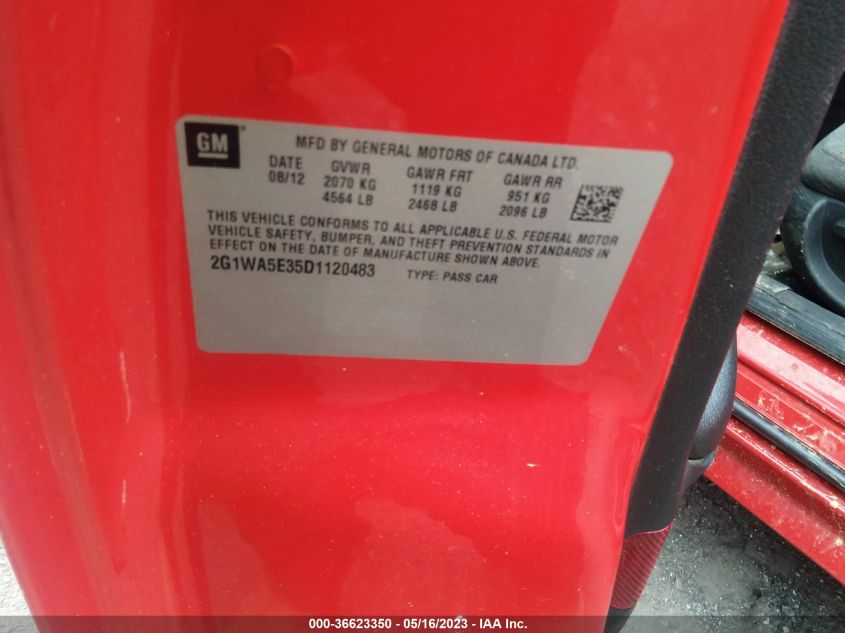 GM
MFD BY GENERAL MOTORS OF CANADA LTD.
DATE GVWR GAWR FRT GAWR RR
08/12 2070 KG 1119 KG 951 KG
4564 LB 2468 LB 2096 LB
THIS VEHICLE CONFORMS TO ALL APPLICABLE U.S. FEDERAL MOTOR
VEHICLE SAFETY, BUMPER, AND THEFT PREVENTION STANDARDS IN
EFFECT ON THE DATE OF MANUFACTURE SHOWN ABOVE.
2G1WA5E35D1120483 TYPE: PASS CAR
000-36623350 - 05/16/2023 - IAA Inc.